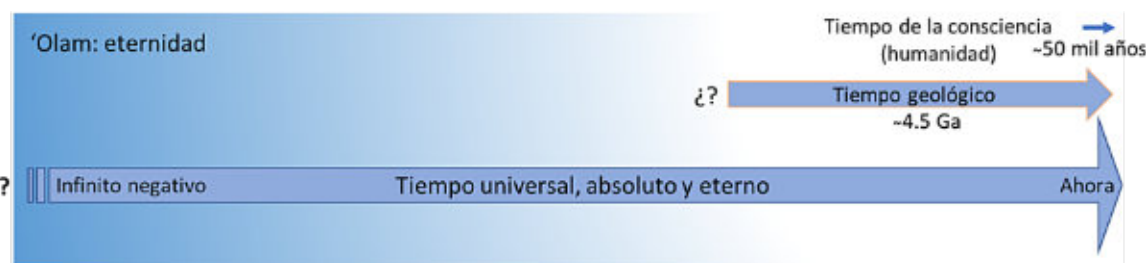 ‘Olam: eternidad
Tiempo de la consciencia
(humanidad)
~50 mil años
¿?
Tiempo geológico
~4.5 Ga
?
Infinito negativo
Tiempo universal, absoluto y eterno
Ahora